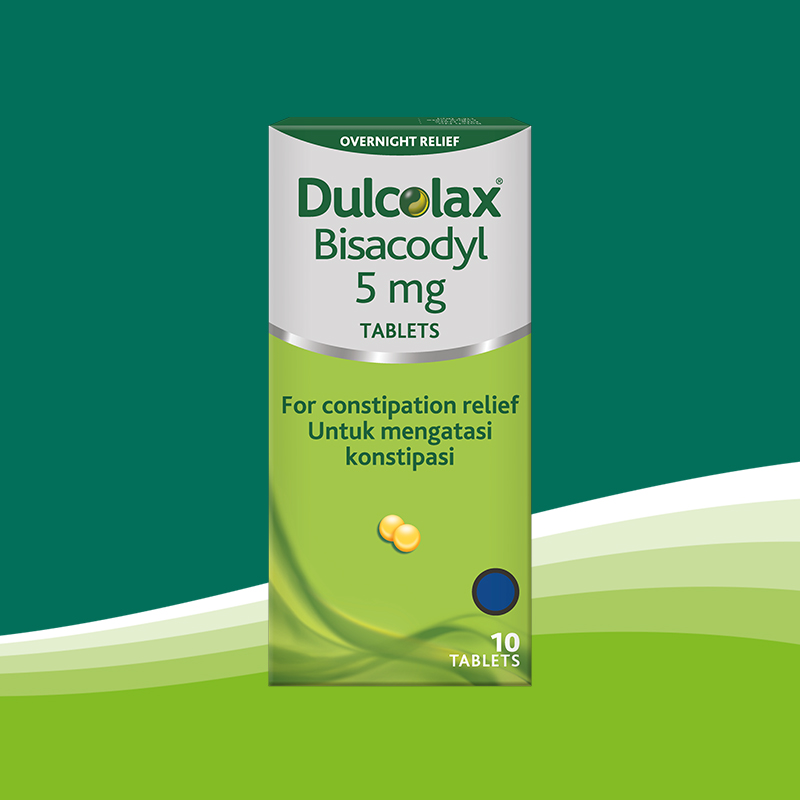 OVERNIGHT RELIEF
Dulcolax®
Bisacodyl
5 mg
TABLETS
For constipation relief
Untuk mengatasi
konstipasi
10
TABLETS